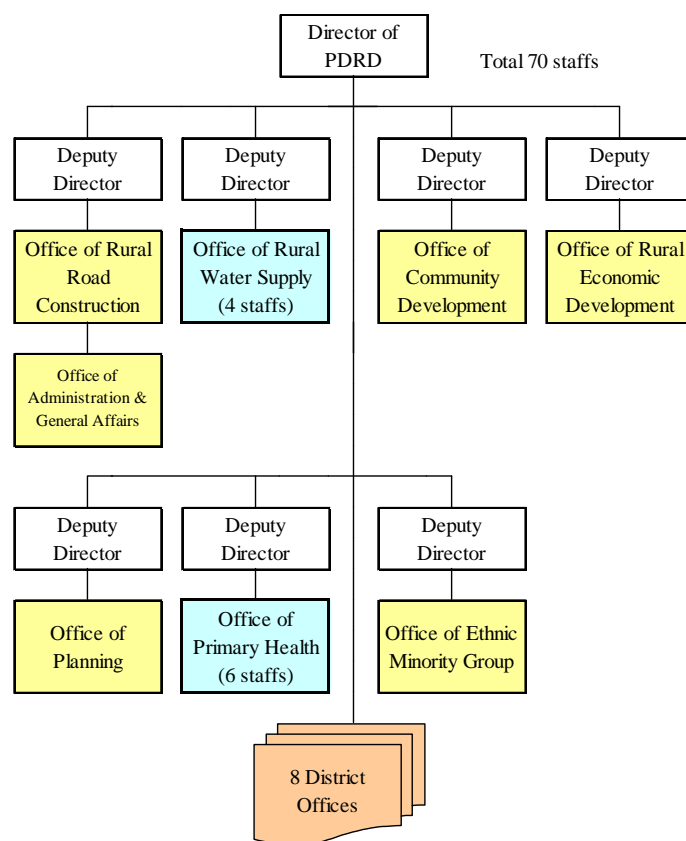 Director of
PDRD
Total 70 staffs
Deputy
Director
Deputy
Director
Deputy
Director
Deputy
Director
Office of Rural
Road
Construction
Office of Rural
Water Supply
(4 staffs)
Office of
Community
Development
Office of Rural
Economic
Development
Office of
Administration &
General Affairs
Deputy
Director
Deputy
Director
Deputy
Director
Office of
Planning
Office of
Primary Health
(6 staffs)
Office of Ethnic
Minority Group
8 District
Offices